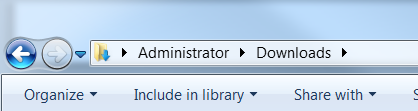 Administrator Downloads
Organize Include in library Share with